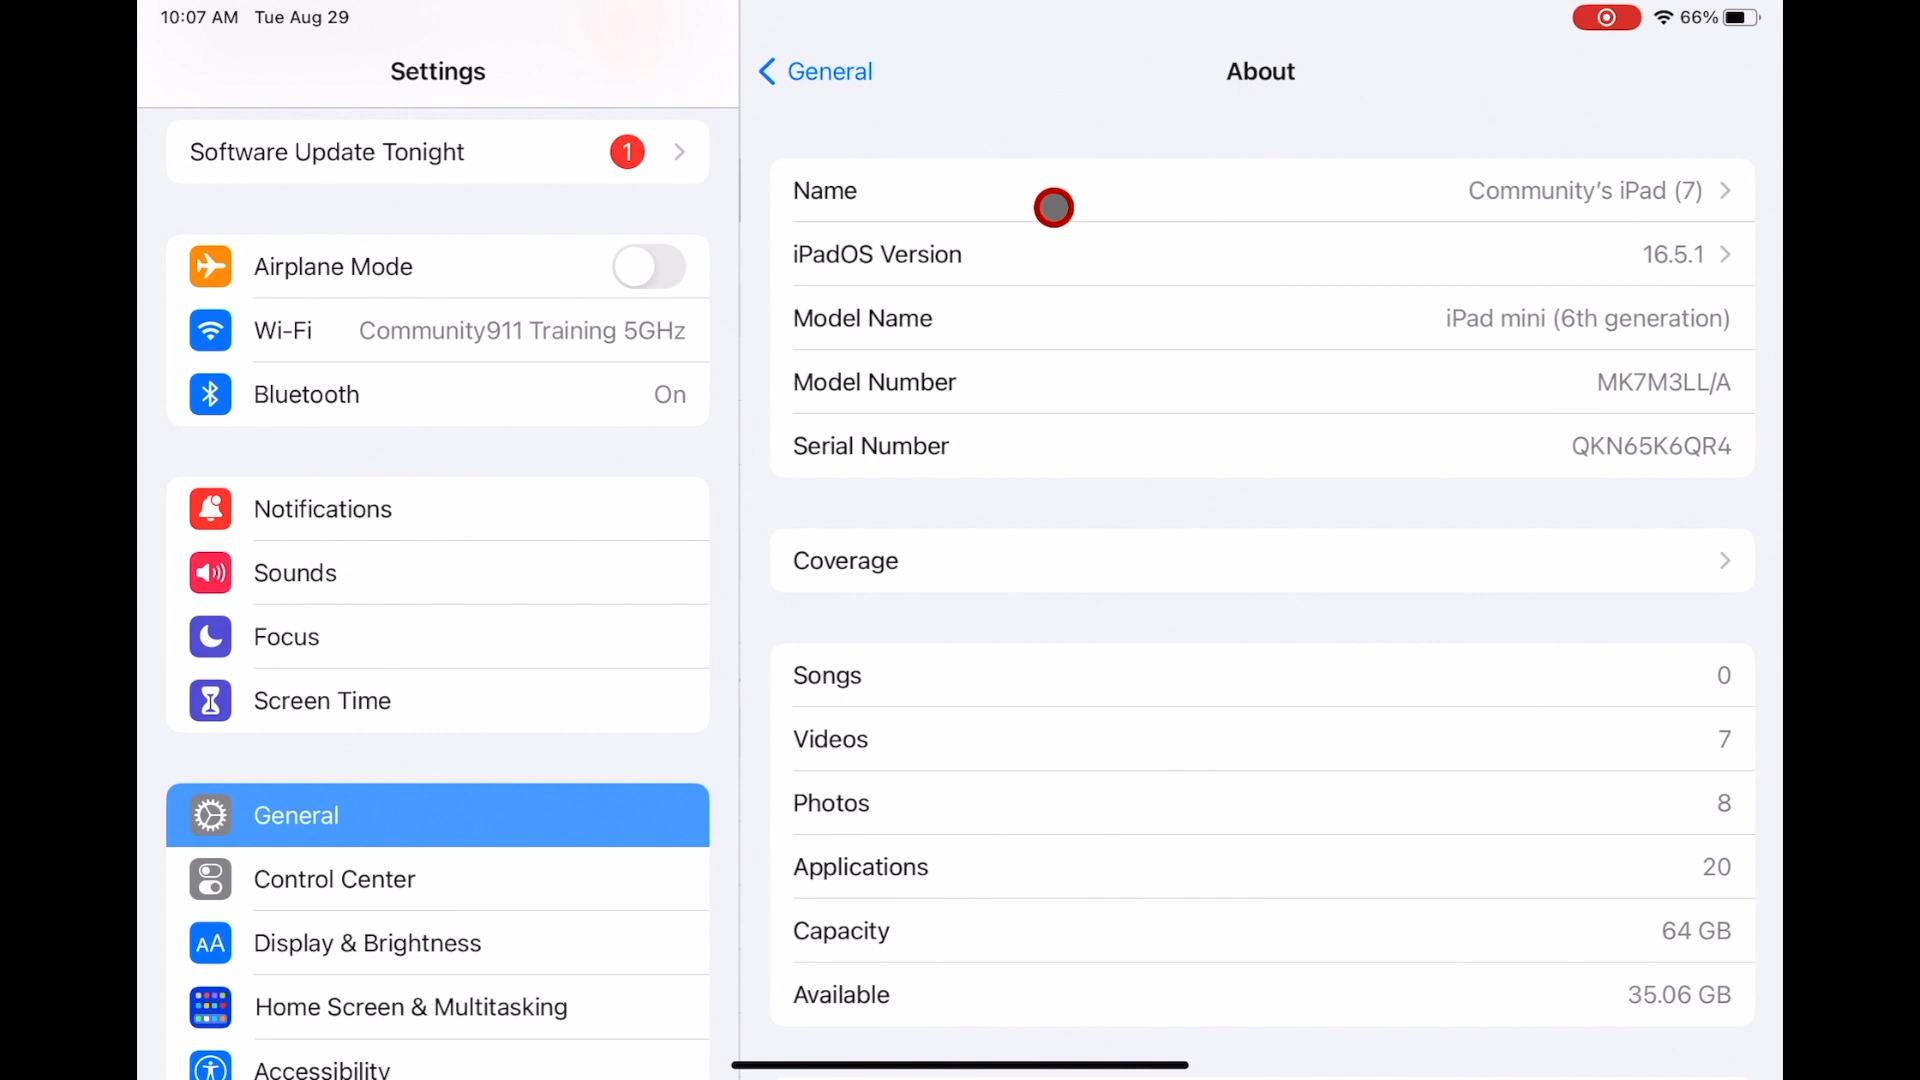 10:07 AM Tue Aug 29
66%
Settings
Software Update Tonight 1
Airplane Mode
Wi-Fi Community911 Training 5GHz
Bluetooth On
Notifications
Sounds
Focus
Screen Time
General
Control Center
AA Display & Brightness
Home Screen & Multitasking
Accessibility
General About
Name Community’s iPad (7)
iPadOS Version 16.5.1
Model Name iPad mini (6th generation)
Model Number MK7M3LL/A
Serial Number QKN65K6QR4
Coverage
Songs 0
Videos 7
Photos 8
Applications 20
Capacity 64 GB
Available 35.06 GB